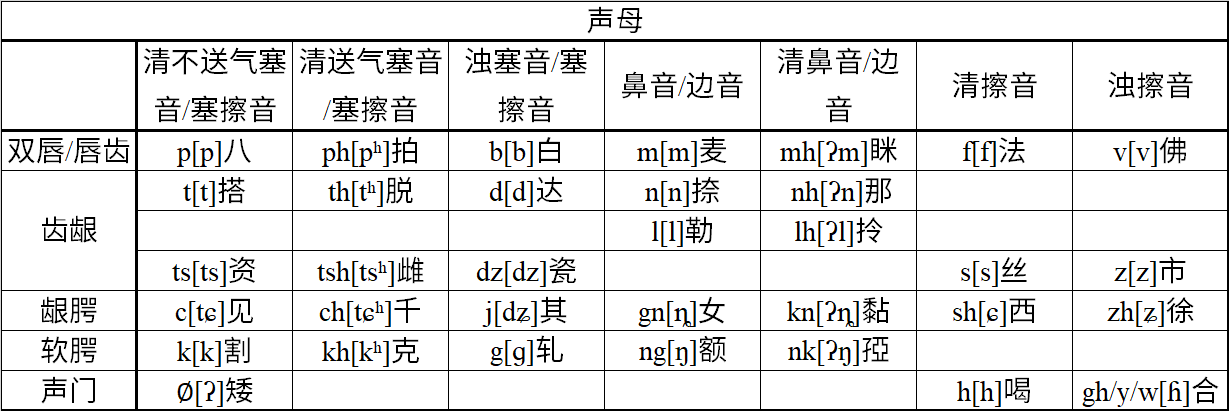 声母
清不送气塞音/塞擦音 清送气塞音/塞擦音 浊塞音/塞擦音 鼻音/边音 清鼻音/边音 清擦音 浊擦音
双唇/唇齿 p[p]八 ph[pʰ]拍 b[b]白 m[m]麦 mh[ʔm]眯 f[f]法 v[v]佛
齿龈 t[t]搭 th[tʰ]脱 d[d]达 n[n]捺 nh[ʔn]那
l[l]勒 lh[ʔl]拎
ts[ts]资 tsh[tsʰ]雌 dz[dz]瓷 s[s]丝 z[z]市
龈腭 c[tɕ]见 ch[tɕʰ]千 j[dʑ]其 gn[ȵ]女 kn[ʔȵ]黏 sh[ɕ]西 zh[ʑ]徐
软腭 k[k]割 kh[kʰ]克 g[ɡ]轧 ng[ŋ]额 nk[ʔŋ]孲
声门 Ø[ʔ]矮 h[h]喝 gh/y/w[ɦ]合